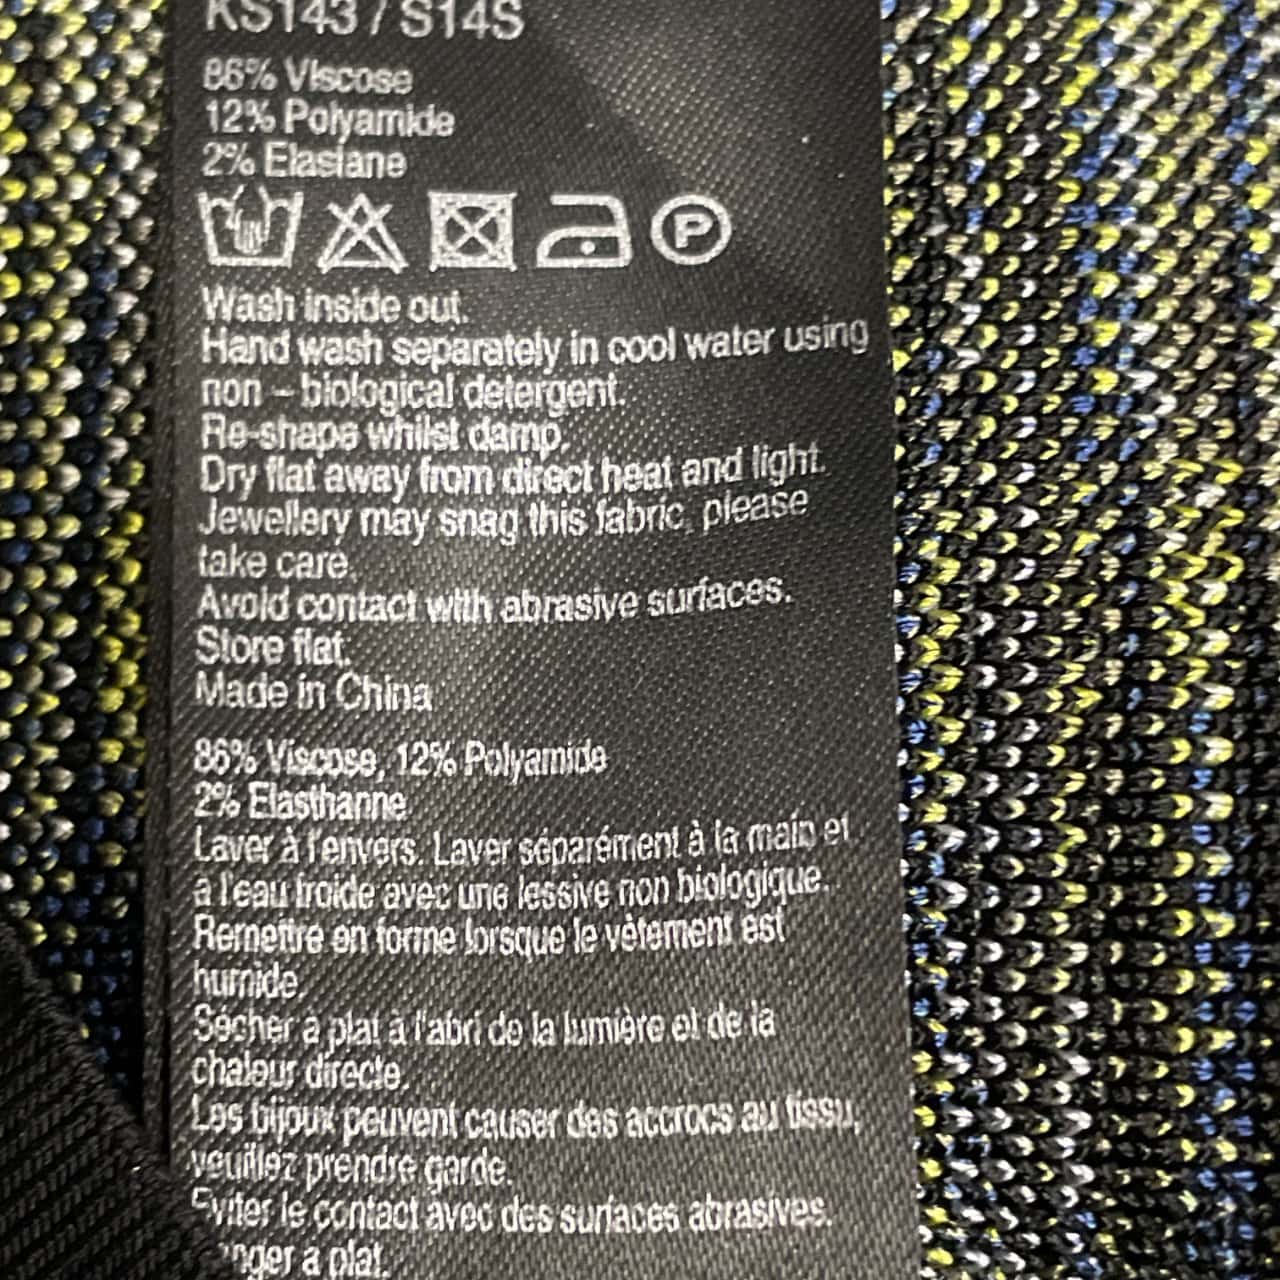 KS143 / S14S
86% Viscose
12% Polyamide
2% Elastane
P
Wash inside out.
Hand wash separately in cool water using
non – biological detergent.
Re-shape whilst damp.
Dry flat away from direct heat and light.
Jewellery may snag this fabric, please
take care.
Avoid contact with abrasive surfaces.
Store flat.
Made in China
86% Viscose, 12% Polyamide
2% Elasthanne
Laver à l'envers. Laver séparément à la main et
à l'eau froide avec une lessive non biologique.
Remettre en forme lorsque le vètement est
humide.
Sécher a plat à l'abri de la lumière et de la
chaleur directe.
Les bijoux peuvent causer des accrocs au tissu,
veuillez prendre garde.
Eviter le contact avec des surfaces abrasives.
a plat.